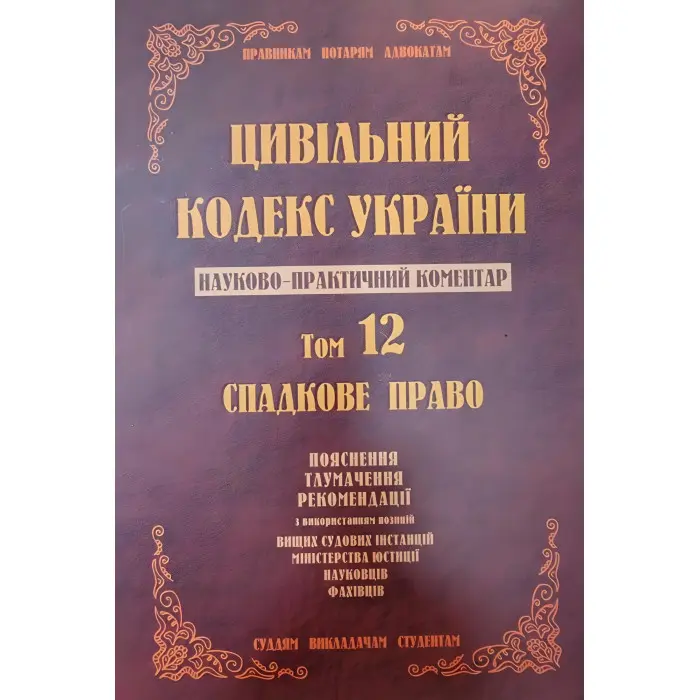 ПРАВНИКАМ НОТАРЯМ АДВОКАТАМ
ЦИВІЛЬНИЙ
КОДЕКС УКРАЇНИ
НАУКОВО-ПРАКТИЧНИЙ КОМЕНТАР
Том 12
СПАДКОВЕ ПРАВО
ПОЯСНЕННЯ
ТЛУМАЧЕННЯ
РЕКОМЕНДАЦІЇ
з використанням позицій
ВИЩИХ СУДОВИХ ІНСТАНЦІЙ
МІНІСТЕРСТВА ЮСТИЦІЇ
НАУКОВЦІВ
ФАХІВЦІВ
СУДДЯМ ВИКЛАДАЧАМ СТУДЕНТАМ